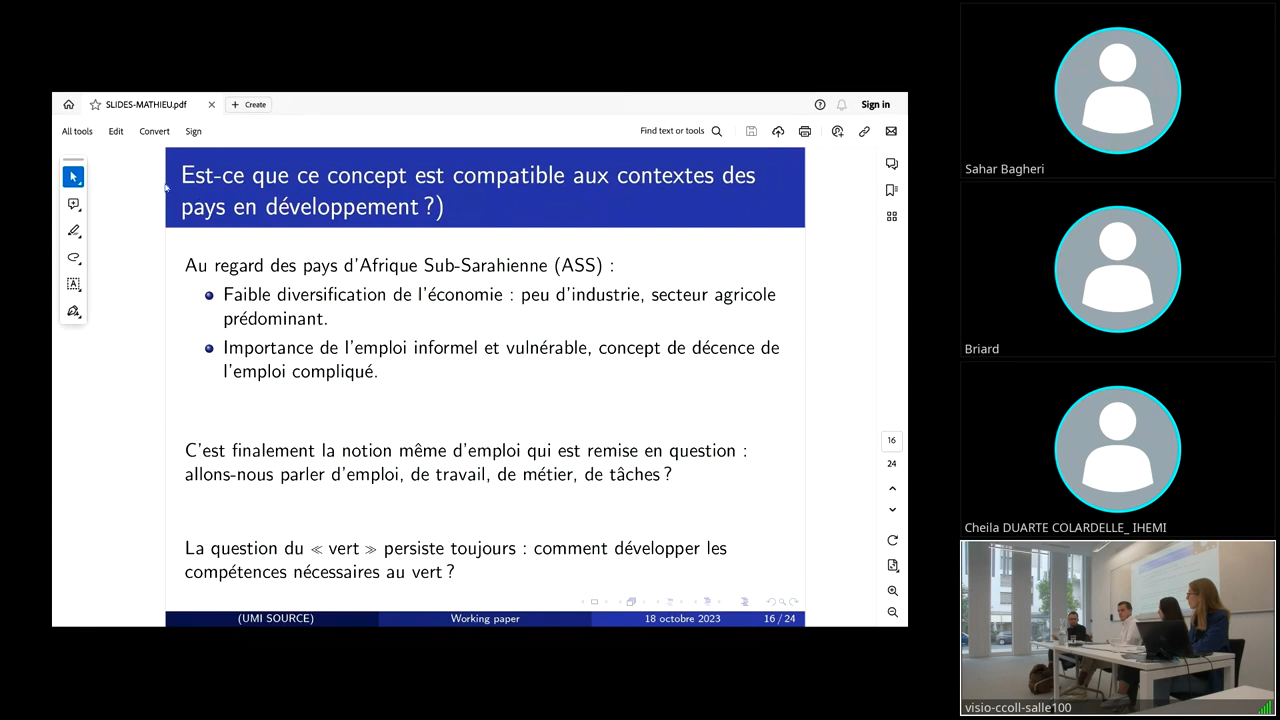 SLIDES-MATHIEU.pdf
Create
Sign in
All tools
Edit
Convert
Sign
Find text or tools
Est-ce que ce concept est compatible aux contextes des
pays en développement ?)
Au regard des pays d'Afrique Sub-Sarahienne (ASS) :
Faible diversification de l'économie : peu d'industrie, secteur agricole
prédominant.
Importance de l'emploi informel et vulnérable, concept de décence de
l'emploi compliqué.
C'est finalement la notion même d'emploi qui est remise en question :
allons-nous parler d'emploi, de travail, de métier, de tâches ?
La question du ≪ vert ≫ persiste toujours : comment développer les
compétences nécessaires au vert ?
(UMI SOURCE)
Working paper
18 octobre 2023
16 / 24
16
24
Sahar Bagheri
Briard
Cheila DUARTE COLARDELLE_ IHEMI
visio-ccoll-salle100